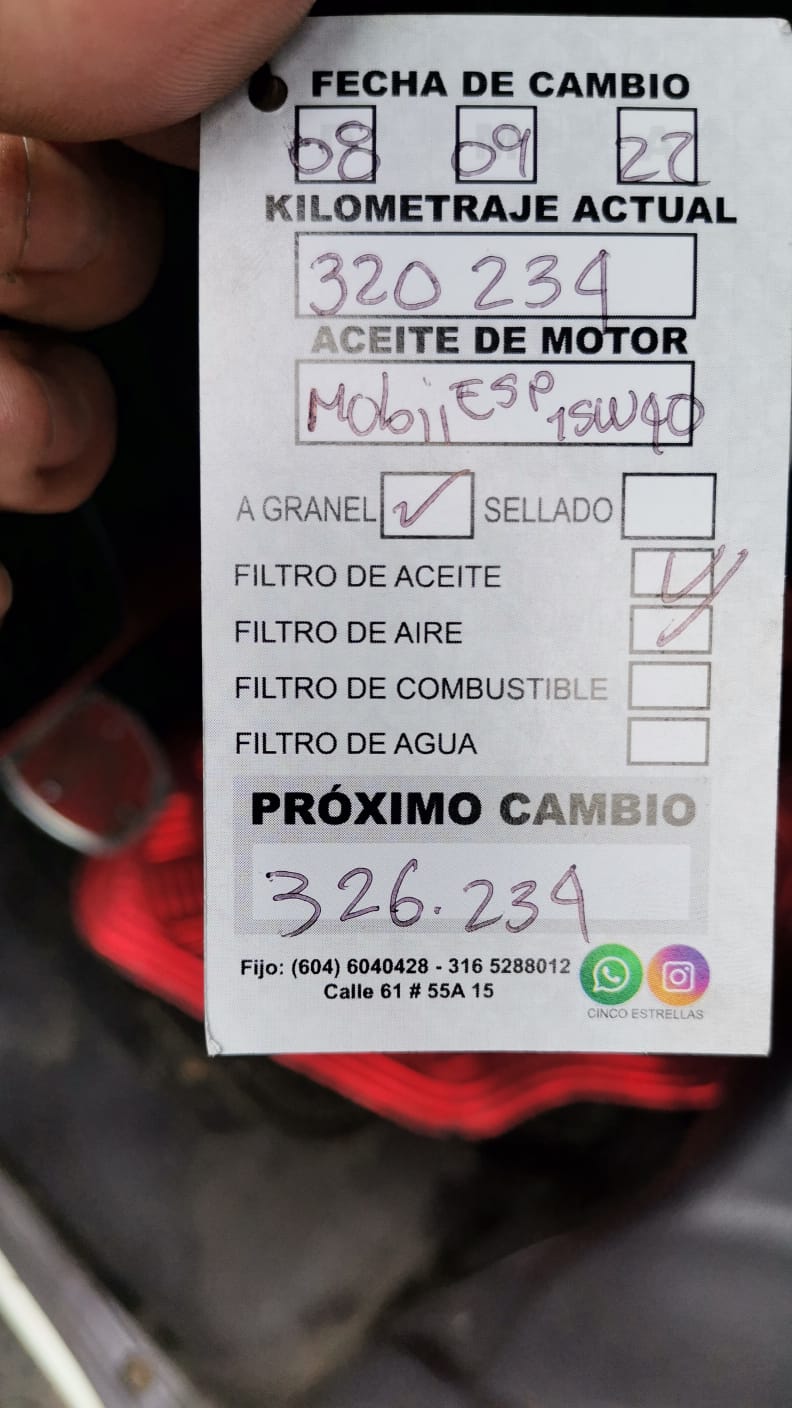 FECHA DE CAMBIO
08 09 22
KILOMETRAJE ACTUAL
320 234
ACEITE DE MOTOR
Mobil ESP 15W40
A GRANEL ✓ SELLADO
FILTRO DE ACEITE ✓
FILTRO DE AIRE ✓
FILTRO DE COMBUSTIBLE
FILTRO DE AGUA
PRÓXIMO CAMBIO
326.234
Fijo: (604) 6040428 - 316 5288012
Calle 61 # 55A 15
CINCO ESTRELLAS